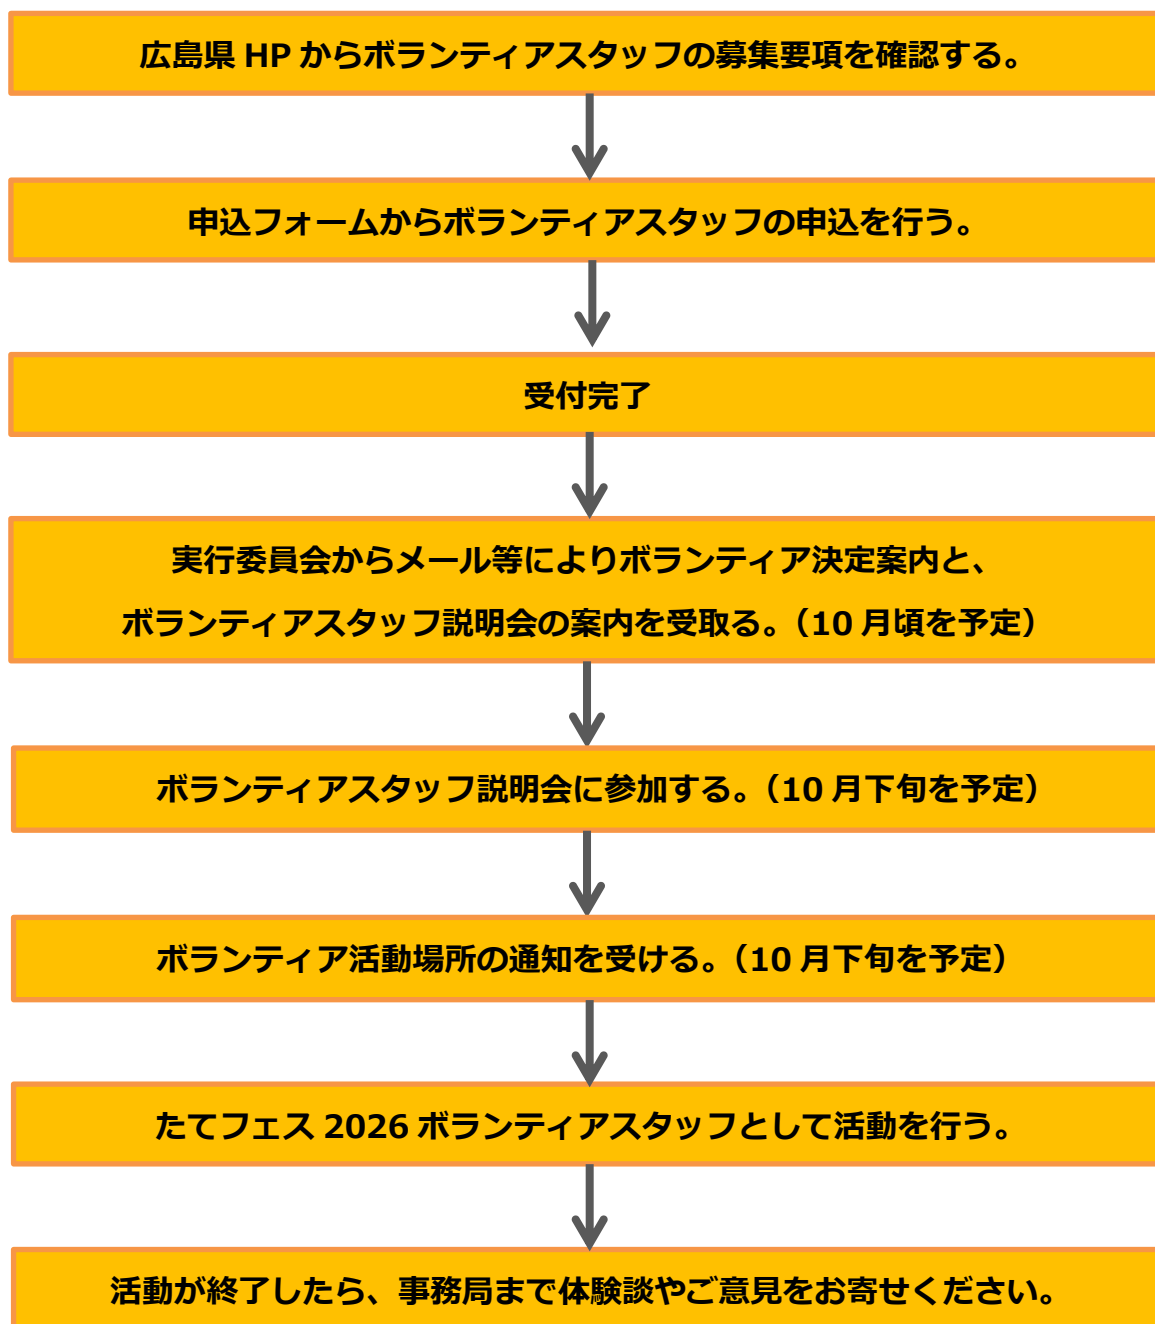 広島県 HP からボランティアスタッフの募集要項を確認する。
申込フォームからボランティアスタッフの申込を行う。
受付完了
実行委員会からメール等によりボランティア決定案内と、
ボランティアスタッフ説明会の案内を受取る。（10 月頃を予定）
ボランティアスタッフ説明会に参加する。（10 月下旬を予定）
ボランティア活動場所の通知を受ける。（10 月下旬を予定）
たてフェス 2026 ボランティアスタッフとして活動を行う。
活動が終了したら、事務局まで体験談やご意見をお寄せください。